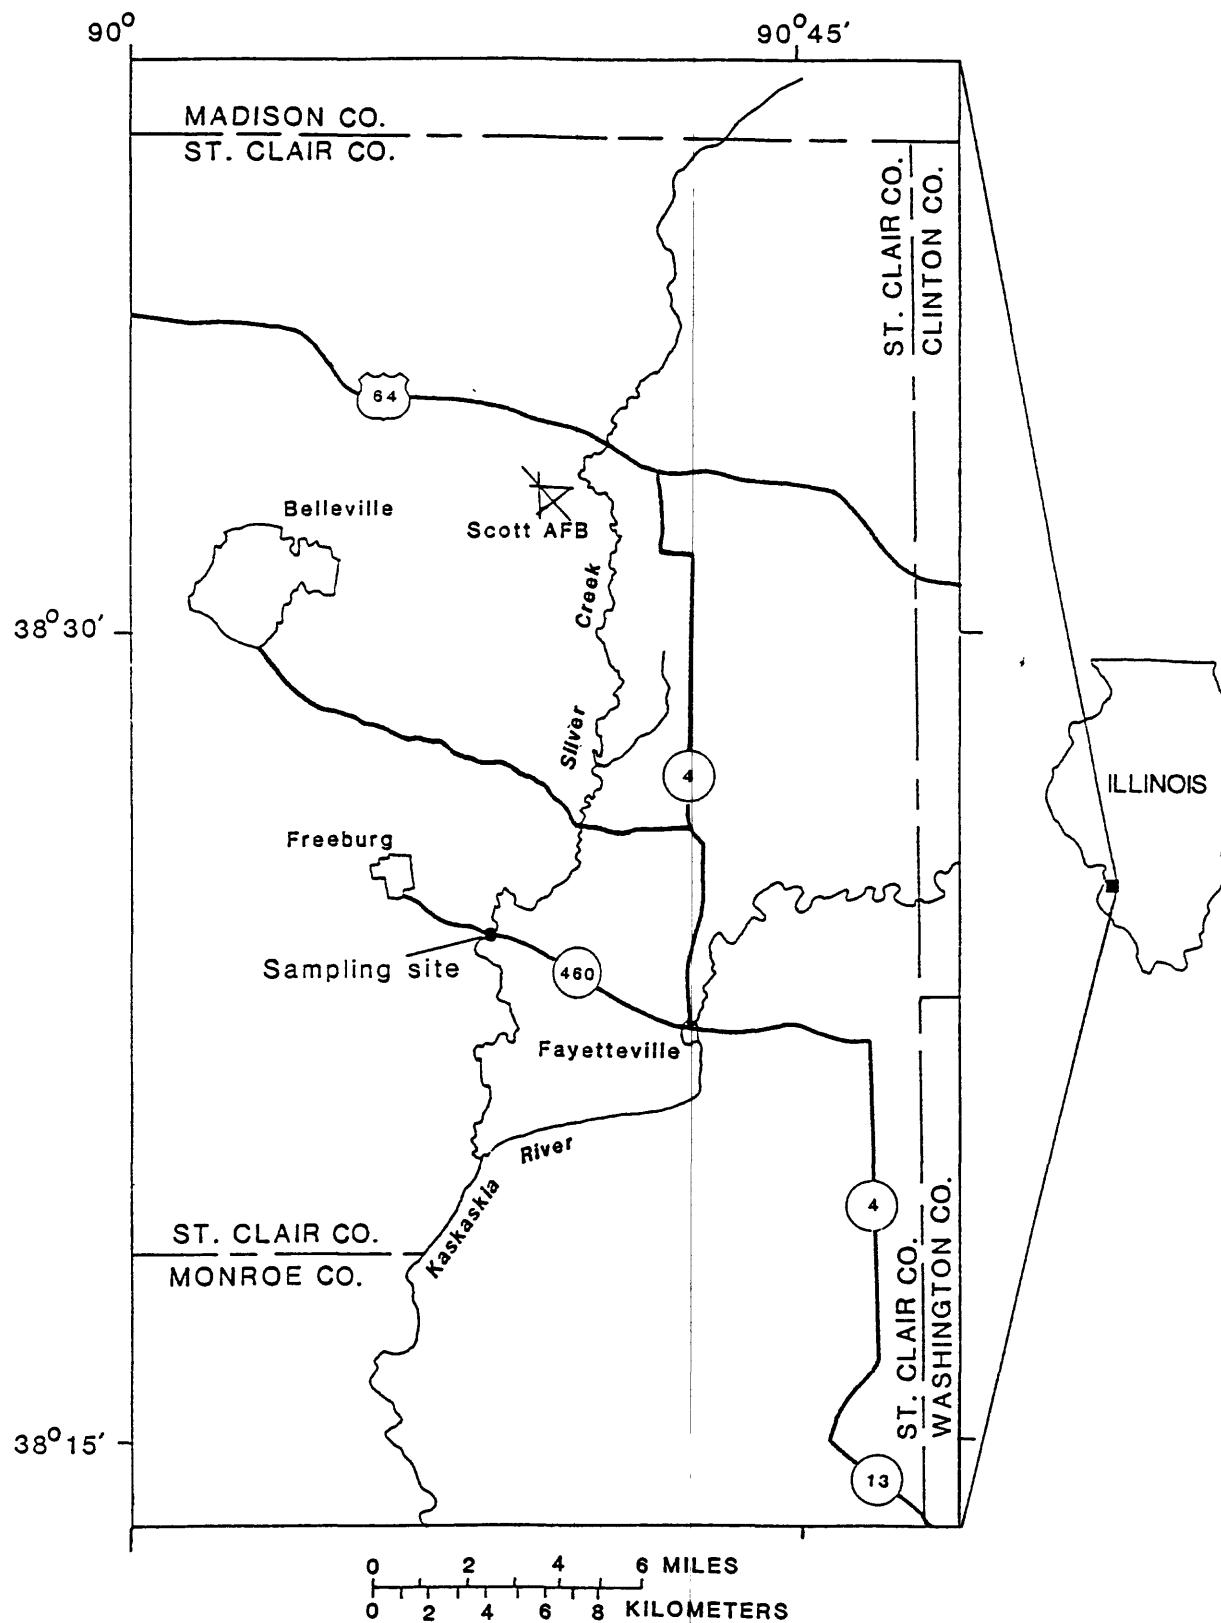 90° 90°45'
MADISON CO.
ST. CLAIR CO.
ST. CLAIR CO.
CLINTON CO.
64
Belleville
Scott AFB
Silver Creek
38°30'
ILLINOIS
4
Freeburg
Sampling site
460
Fayetteville
Kaskaskia River
4
ST. CLAIR CO.
MONROE CO.
ST. CLAIR CO.
WASHINGTON CO.
38°15'
13
0 2 4 6 MILES
0 2 4 6 8 KILOMETERS